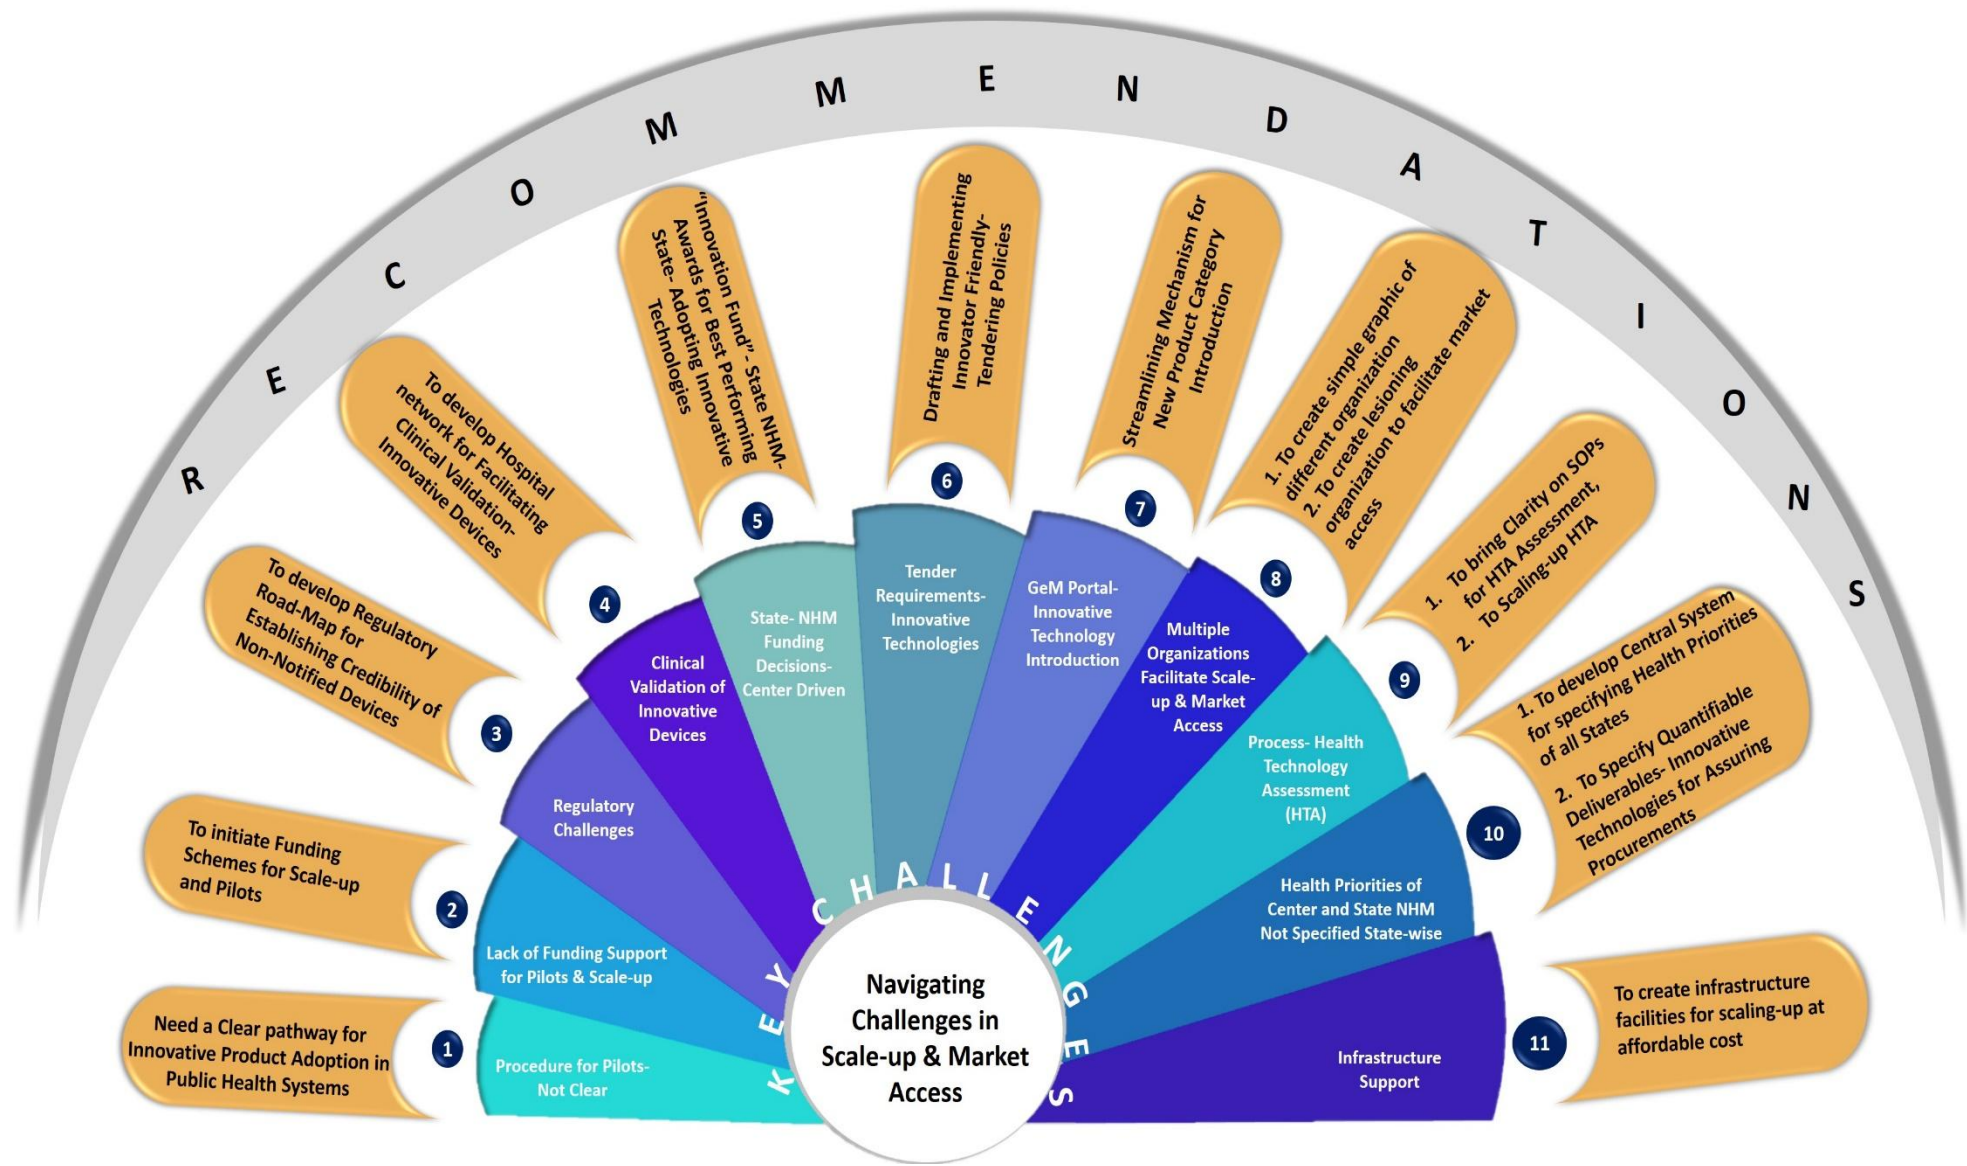 RECOMMENDATIONS
Need a Clear pathway for
Innovative Product Adoption in
Public Health Systems
1
Procedure for Pilots-
Not Clear
To initiate Funding
Schemes for Scale-up
and Pilots
2
Lack of Funding Support
for Pilots & Scale-up
To develop Regulatory
Road-Map for
Establishing Credibility of
Non-Notified Devices
3
Regulatory
Challenges
To develop Hospital
network for Facilitating
Clinical Validation-
Innovative Devices
4
Clinical
Validation of
Innovative
Devices
“Innovation Fund” - State NHM-
Awards for Best Performing
State- Adopting Innovative
Technologies
5
State- NHM
Funding
Decisions-
Center Driven
Drafting and Implementing
Innovator Friendly-
Tendering Policies
6
Tender
Requirements-
Innovative
Technologies
Streamlining Mechanism for
New Product Category
Introduction
7
GeM Portal-
Innovative
Technology
Introduction
1. To create simple graphic of
different organization
2. To create lesioning
organization to facilitate market
access
8
Multiple
Organizations
Facilitate Scale-
up & Market
Access
1. To bring Clarity on SOPs
for HTA Assessment,
2. To Scaling-up HTA
9
Process- Health
Technology
Assessment
(HTA)
1. To develop Central System
for specifying Health Priorities
of all States
2. To Specify Quantifiable
Deliverables- Innovative
Technologies for Assuring
Procurements
10
Health Priorities of
Center and State NHM
Not Specified State-wise
To create infrastructure
facilities for scaling-up at
affordable cost
11
Infrastructure
Support
KEY CHALLENGES
Navigating
Challenges in
Scale-up & Market
Access